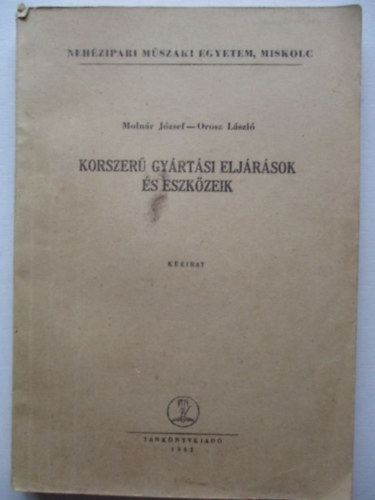 NEHÉZIPARI MŰSZAKI EGYETEM, MISKOLC
Molnár József — Orosz László
KORSZERŰ GYÁRTÁSI ELJÁRÁSOK
ÉS ESZKÖZEIK
KÉZIRAT
TANKÖNYVKIADÓ